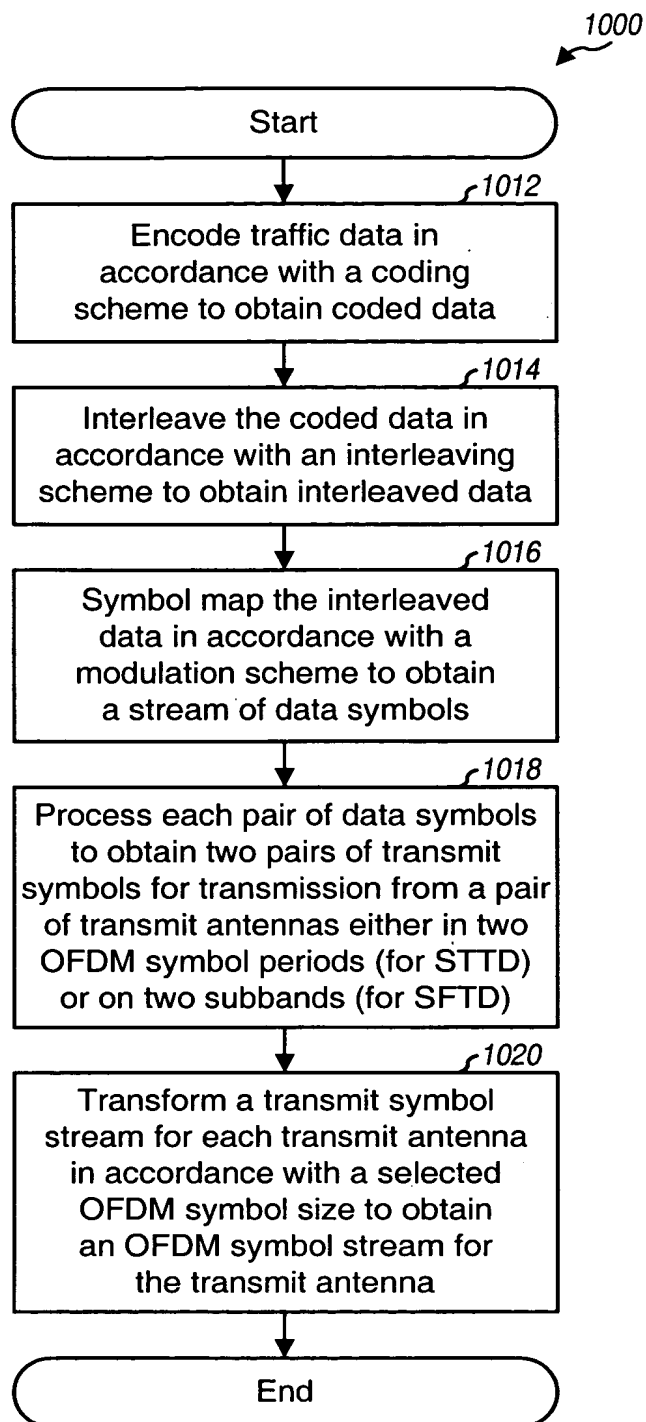 1000
Start
1012
Encode traffic data in
accordance with a coding
scheme to obtain coded data
1014
Interleave the coded data in
accordance with an interleaving
scheme to obtain interleaved data
1016
Symbol map the interleaved
data in accordance with a
modulation scheme to obtain
a stream of data symbols
1018
Process each pair of data symbols
to obtain two pairs of transmit
symbols for transmission from a pair
of transmit antennas either in two
OFDM symbol periods (for STTD)
or on two subbands (for SFTD)
1020
Transform a transmit symbol
stream for each transmit antenna
in accordance with a selected
OFDM symbol size to obtain
an OFDM symbol stream for
the transmit antenna
End